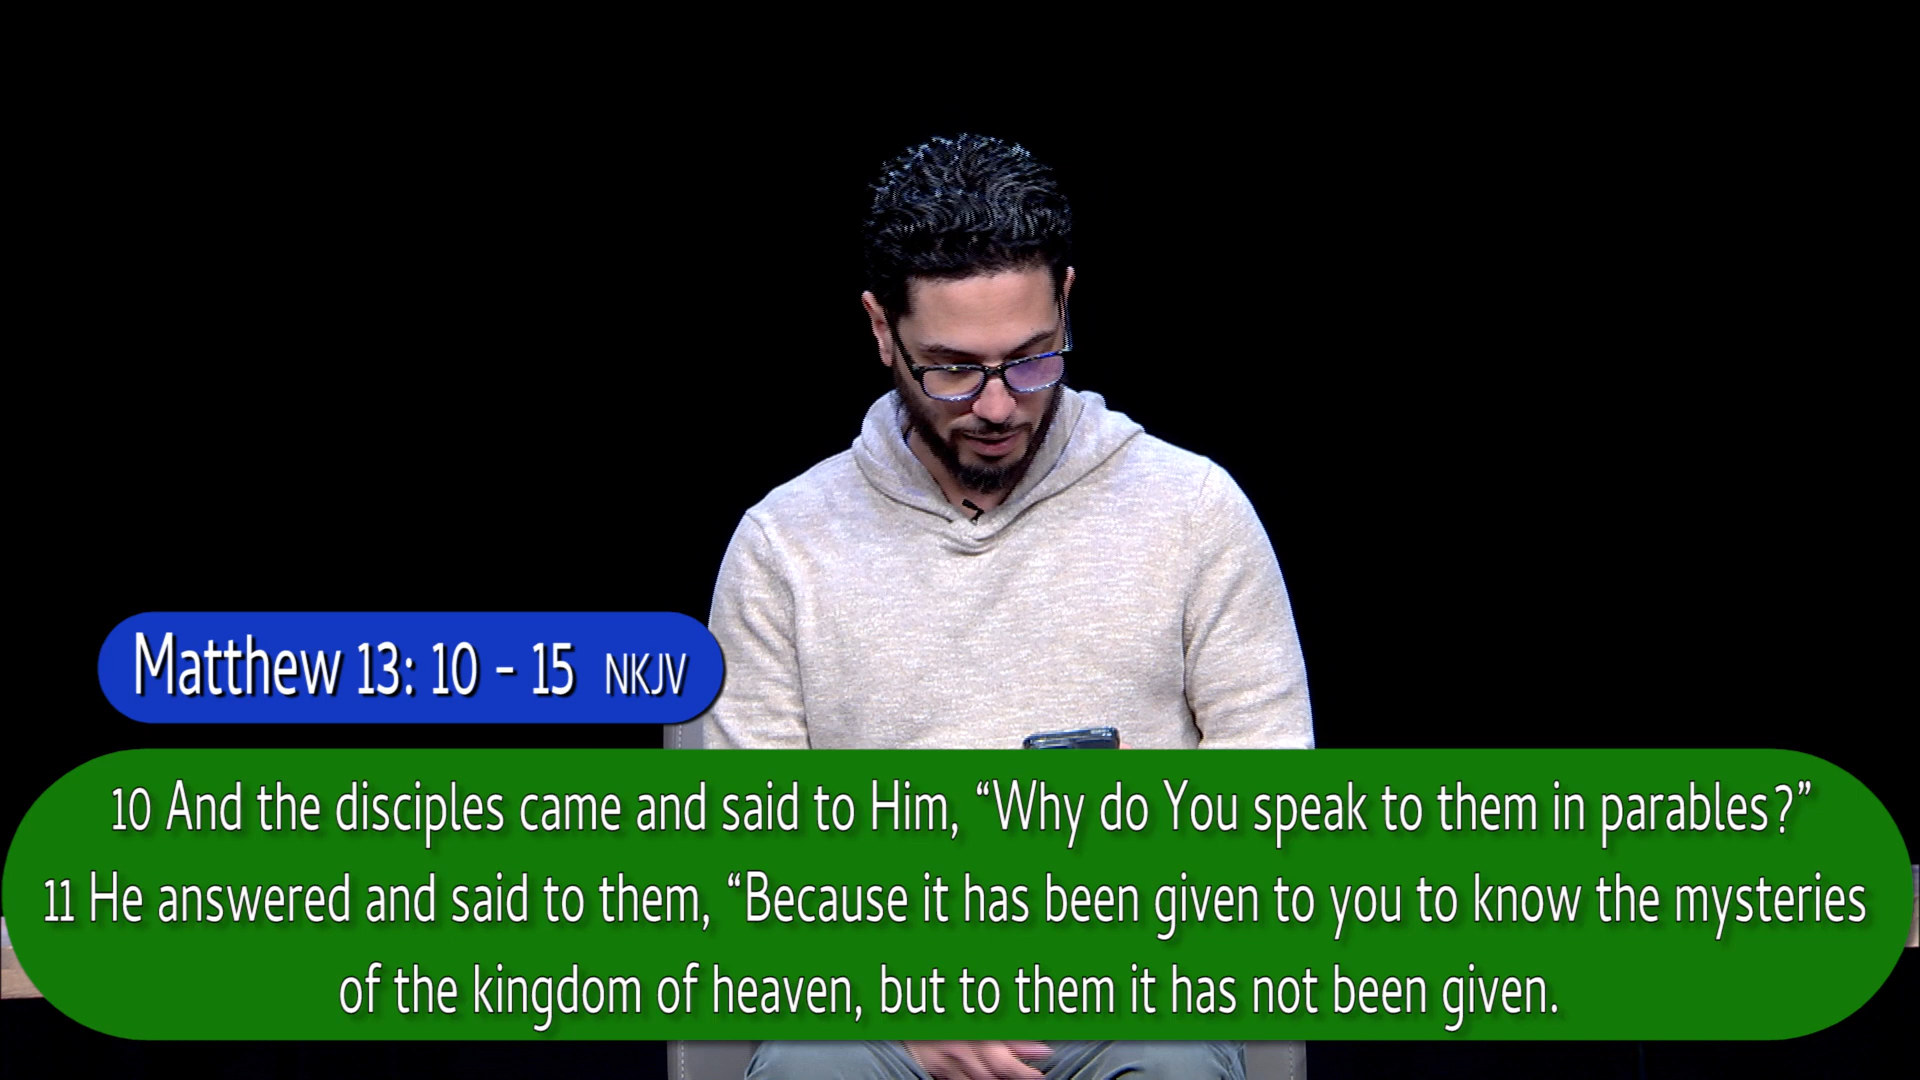 Matthew 13: 10 - 15 NKJV
10 And the disciples came and said to Him, “Why do You speak to them in parables?”
11 He answered and said to them, “Because it has been given to you to know the mysteries
of the kingdom of heaven, but to them it has not been given.